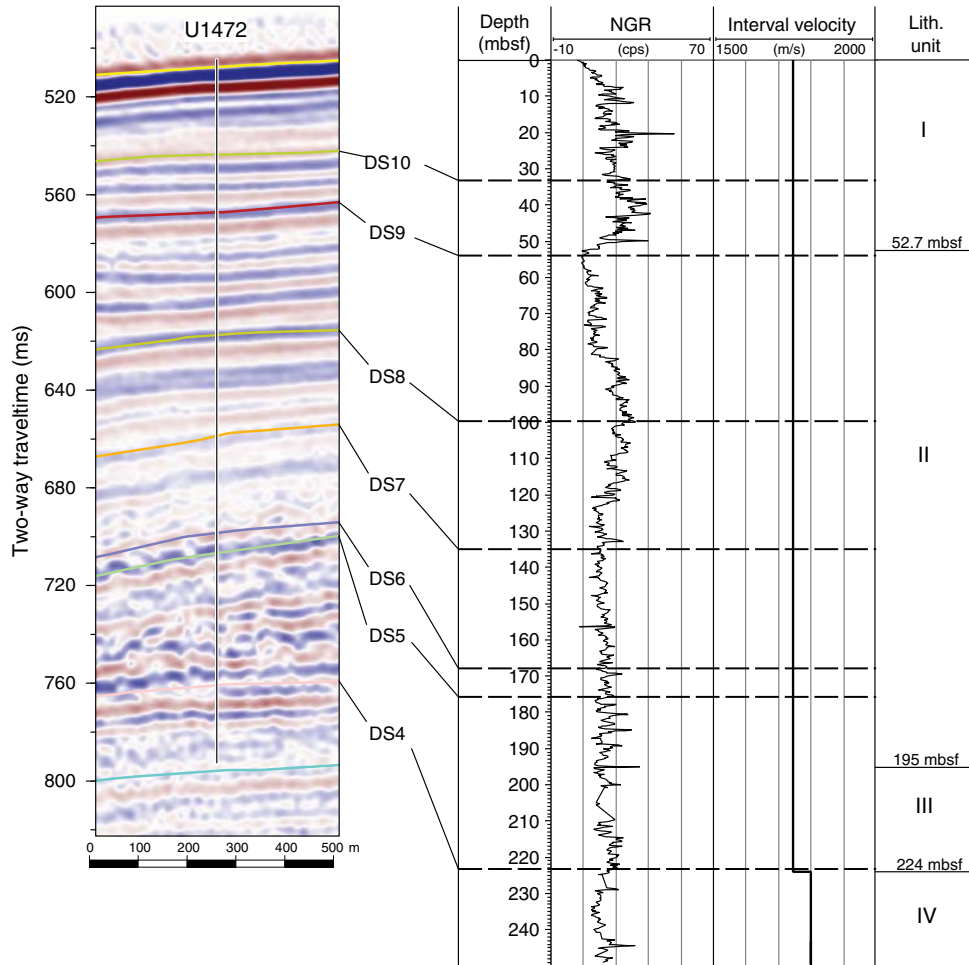 U1472
Two-way traveltime (ms)
520
560
600
640
680
720
760
800
0 100 200 300 400 500 m
DS10
DS9
DS8
DS7
DS6
DS5
DS4
Depth
(mbsf)
NGR
-10 (cps) 70
Interval velocity
1500 (m/s) 2000
Lith.
unit
0
10
20
30
40
50
60
70
80
90
100
110
120
130
140
150
160
170
180
190
200
210
220
230
240
I
52.7 mbsf
II
195 mbsf
III
224 mbsf
IV